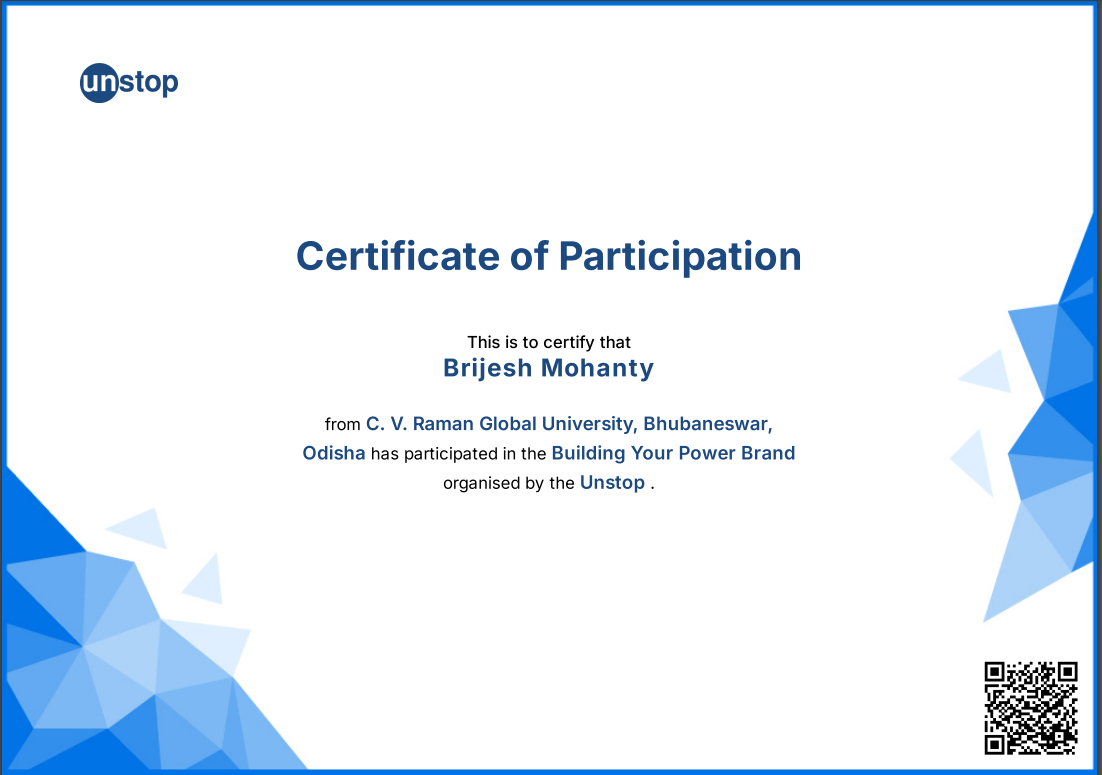 unstop
Certificate of Participation
This is to certify that
Brijesh Mohanty
from C. V. Raman Global University, Bhubaneswar,
Odisha has participated in the Building Your Power Brand
organised by the Unstop .